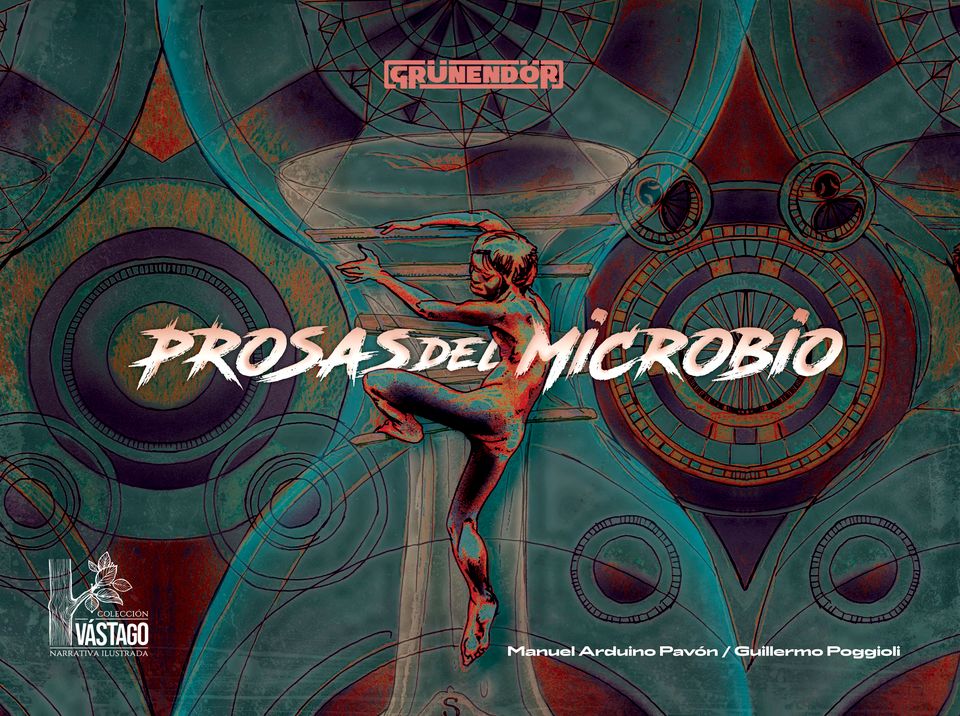 GRÜNENDÖR
PROSAS DEL MICROBIO
COLECCIÓN
VÁSTAGO
NARRATIVA ILUSTRADA
Manuel Arduino Pavón / Guillermo Poggioli
S